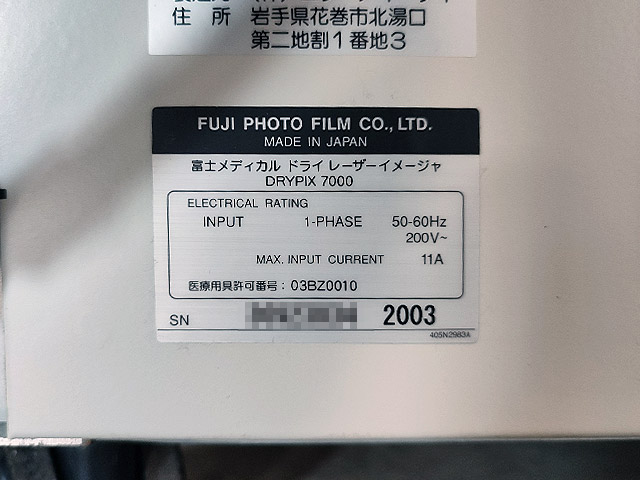 住 所 岩手県花巻市北湯口
第二地割1番地3
FUJI PHOTO FILM CO., LTD.
MADE IN JAPAN
富士メディカル ドライ レーザーイメージャ
DRYPIX 7000
ELECTRICAL RATING
INPUT 1-PHASE 50-60Hz
200V~
MAX. INPUT CURRENT 11A
医療用具許可番号：03BZ0010
SN 2003
405N2983A